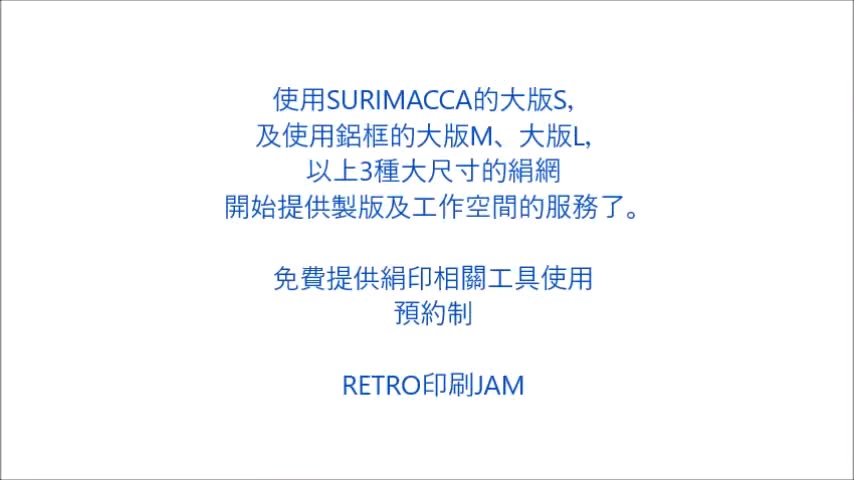 使用SURIMACCA的大版S,
及使用鋁框的大版M、大版L,
以上3種大尺寸的絹網
開始提供製版及工作空間的服務了。
免費提供絹印相關工具使用
預約制
RETRO印刷JAM